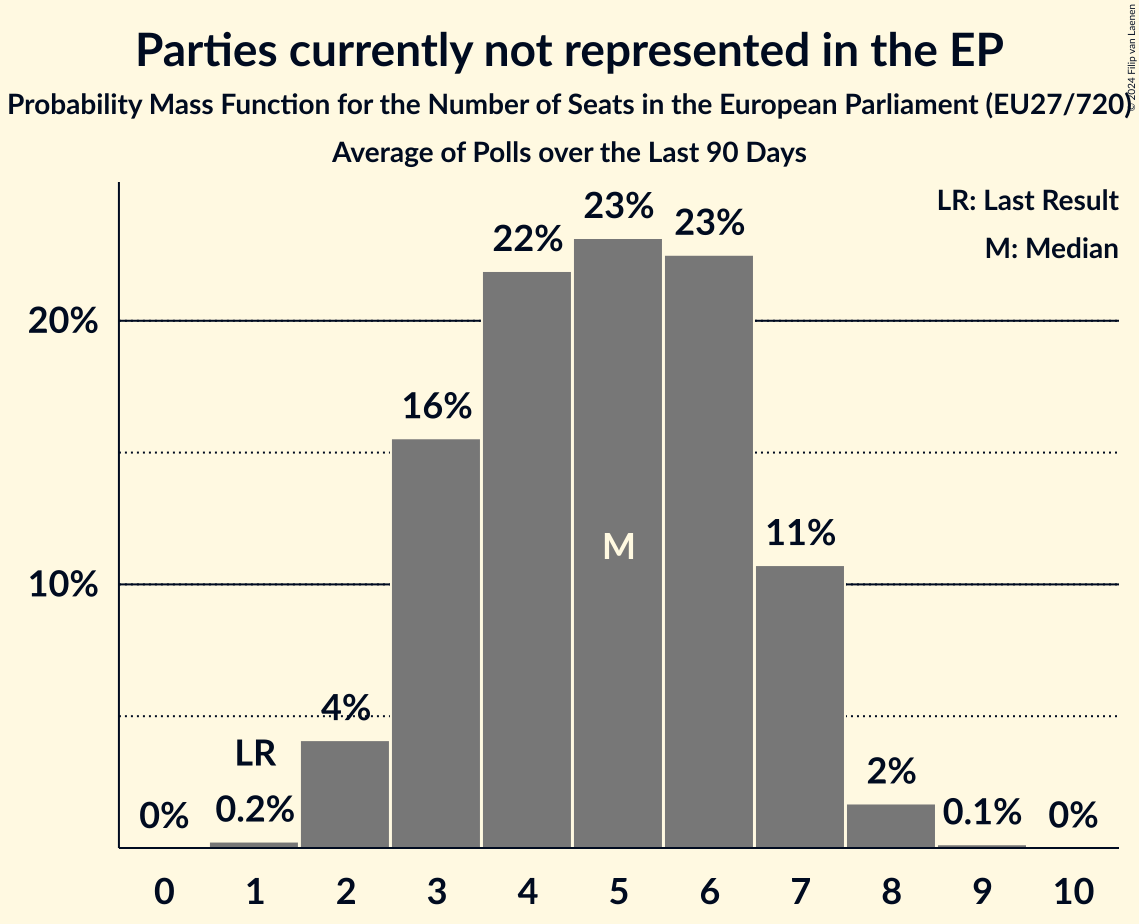 Parties currently not represented in the EP
Probability Mass Function for the Number of Seats in the European Parliament (EU27/720)
Average of Polls over the Last 90 Days
© 2024 Filip van Laenen
LR: Last Result
M: Median
20%
10%
0%
LR
0.2%
4%
16%
22%
23%
M
23%
11%
2%
0.1%
0%
0 1 2 3 4 5 6 7 8 9 10